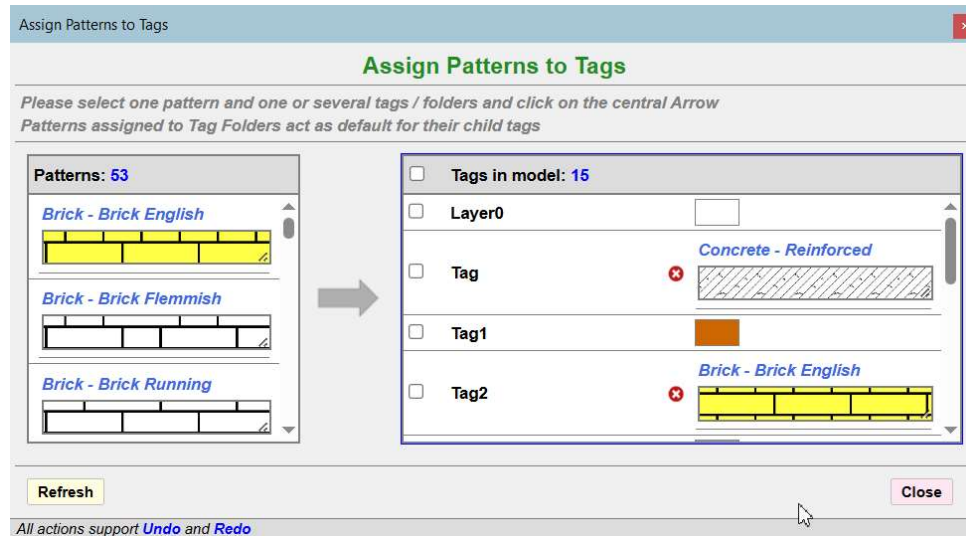 Assign Patterns to Tags
Assign Patterns to Tags
Please select one pattern and one or several tags / folders and click on the central Arrow
Patterns assigned to Tag Folders act as default for their child tags
Patterns: 53
Brick - Brick English
Brick - Brick Flemmish
Brick - Brick Running
Tags in model: 15
Layer0
Tag
Concrete - Reinforced
Tag1
Tag2
Brick - Brick English
Refresh
Close
All actions support Undo and Redo